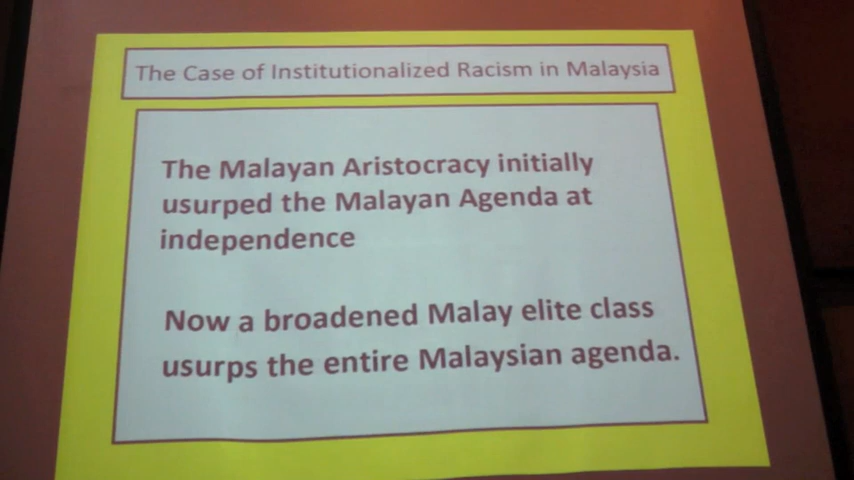 The Case of Institutionalized Racism in Malaysia
The Malayan Aristocracy initially
usurped the Malayan Agenda at
independence
Now a broadened Malay elite class
usurps the entire Malaysian agenda.